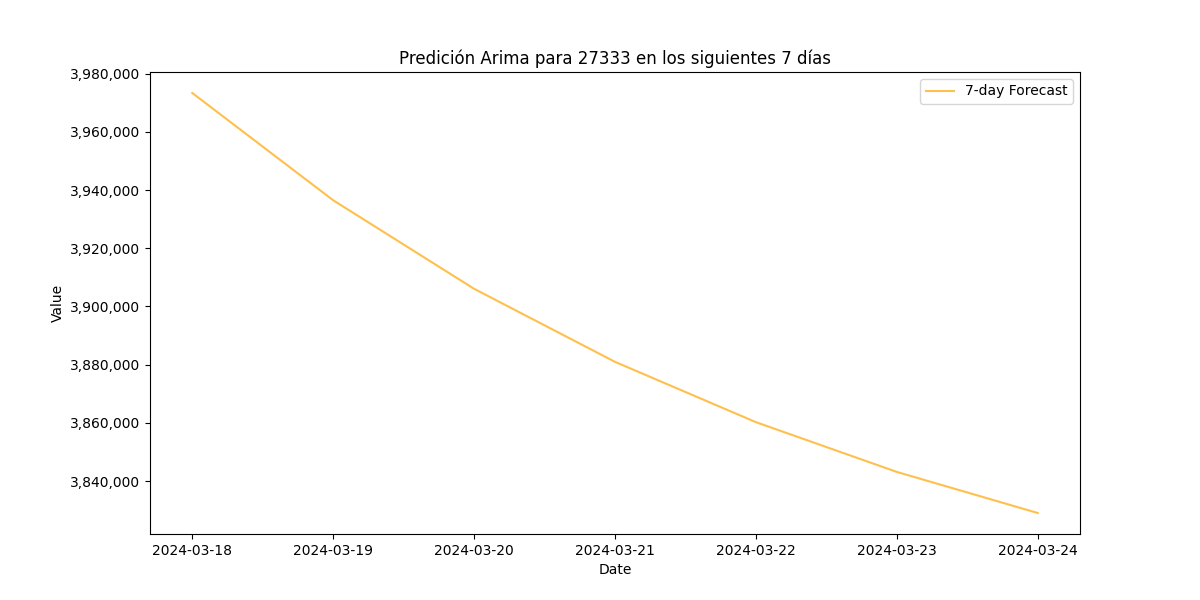 Predición Arima para 27333 en los siguientes 7 días
7-day Forecast
Value
3,980,000
3,960,000
3,940,000
3,920,000
3,900,000
3,880,000
3,860,000
3,840,000
2024-03-18 2024-03-19 2024-03-20 2024-03-21 2024-03-22 2024-03-23 2024-03-24
Date